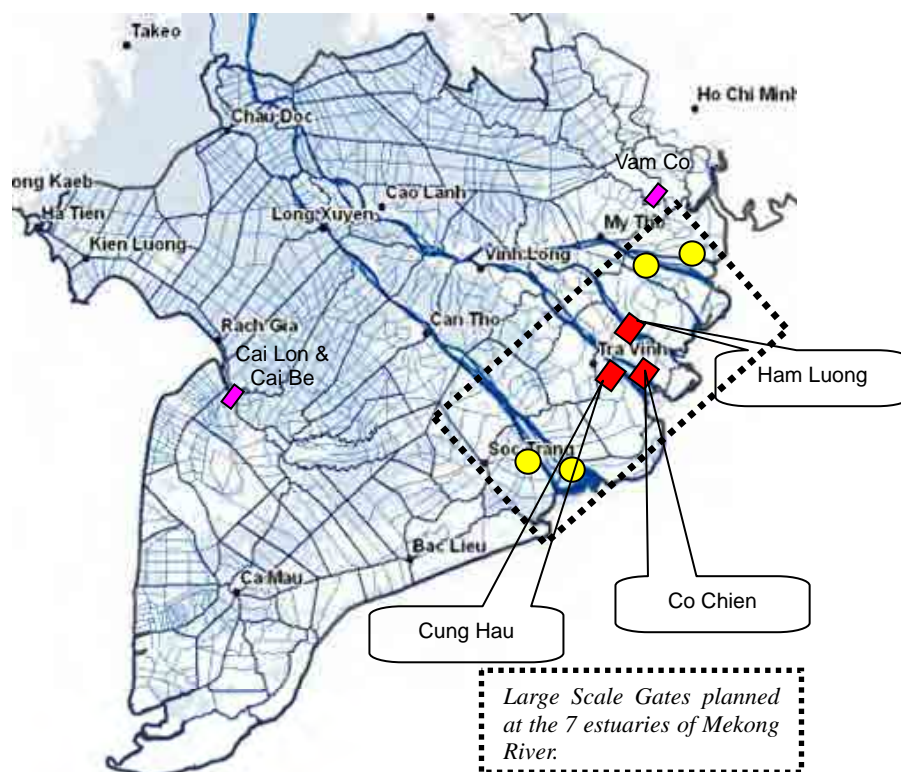 Takeo
Ho Chi Minh
Chau Doc
Vam Co
ong Kaeb
Cao Lanh
Ha Tien
Long Xuyen
My Tho
Kien Luong
Vinh Long
Rach Gia
Can Tho
Cai Lon &
Cai Be
Tra Vinh
Ham Luong
Soc Trang
Bac Lieu
Ca Mau
Co Chien
Cung Hau
Large Scale Gates planned
at the 7 estuaries of Mekong
River.